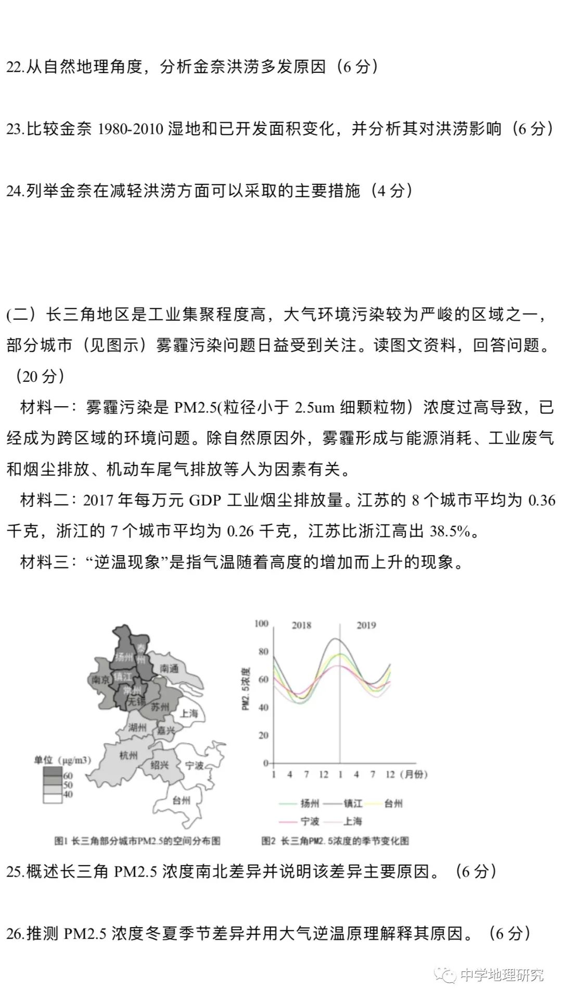 22.从自然地理角度，分析金奈洪涝多发原因（6 分）
23.比较金奈 1980-2010 湿地和已开发面积变化，并分析其对洪涝影响（6 分）
24.列举金奈在减轻洪涝方面可以采取的主要措施（4 分）
(二）长三角地区是工业集聚程度高，大气环境污染较为严峻的区域之一，
部分城市（见图示）雾霾污染问题日益受到关注。读图文资料，回答问题。
（20 分）
材料一：雾霾污染是 PM2.5(粒径小于 2.5um 细颗粒物）浓度过高导致，已
经成为跨区域的环境问题。除自然原因外，雾霾形成与能源消耗、工业废气
和烟尘排放、机动车尾气排放等人为因素有关。
材料二：2017 年每万元 GDP 工业烟尘排放量。江苏的 8 个城市平均为 0.36
千克，浙江的 7 个城市平均为 0.26 千克，江苏比浙江高出 38.5%。
材料三：“逆温现象”是指气温随着高度的增加而上升的现象。
扬州
泰州
南通
南京
镇江
常州
无锡
苏州
上海
湖州
嘉兴
杭州
绍兴
宁波
台州
单位（μg/m3）
60
50
40
图1 长三角部分城市PM2.5的空间分布图
100
80
60
40
20
0
PM2.5浓度
2018
2019
1 4 7 12 1 4 7 12 (月份)
扬州 镇江 台州
宁波 上海
图2 长三角PM2.5浓度的季节变化图
25.概述长三角 PM2.5 浓度南北差异并说明该差异主要原因。（6 分）
26.推测 PM2.5 浓度冬夏季节差异并用大气逆温原理解释其原因。（6 分）
中学地理研究